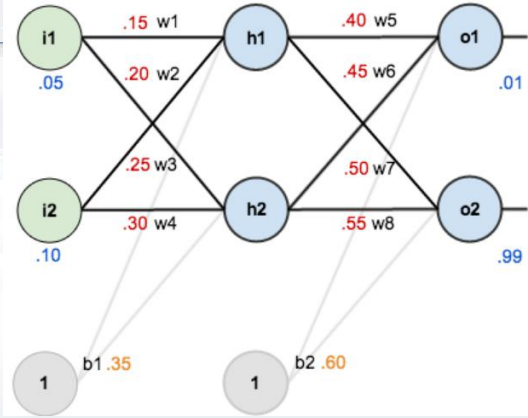 .15 w1
.40 w5
i1
h1
o1
.20 w2
.45 w6
.05
.01
.25 w3
.50 w7
i2
h2
o2
.30 w4
.55 w8
.10
.99
b1 .35
b2 .60
1
1